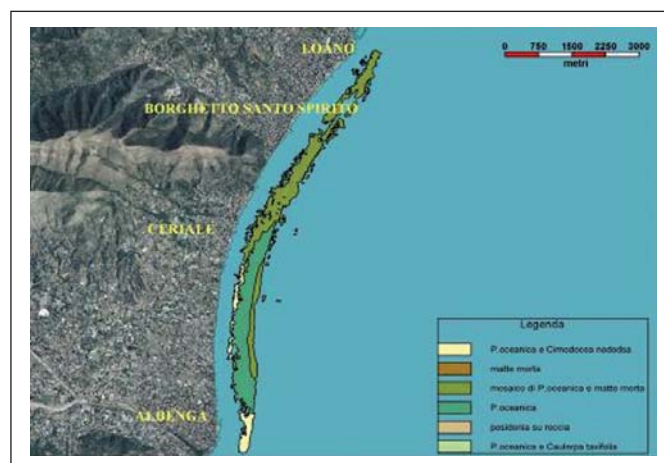 LOANO
0 750 1500 2250 3000
metri
BORGHETTO SANTO SPIRITO
CERIALE
ALBENGA
Legenda
P.oceanica e Cimodocea nododsa
matte morta
mosaico di P.oceanica e matte morta
P.oceanica
posidonia su roccia
P.oceanica e Caulerpa taxifolia